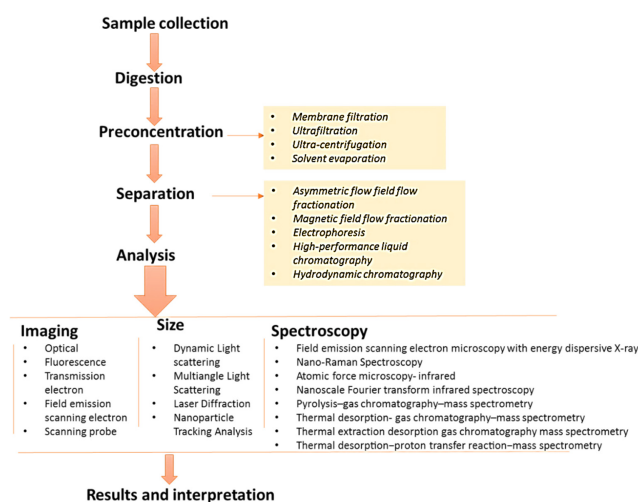 Sample collection
Digestion
Preconcentration
• Membrane filtration
• Ultrafiltration
• Ultra-centrifugation
• Solvent evaporation
Separation
• Asymmetric flow field flow
fractionation
• Magnetic field flow fractionation
• Electrophoresis
• High-performance liquid
chromatography
• Hydrodynamic chromatography
Analysis
Imaging
• Optical
• Fluorescence
• Transmission
electron
• Field emission
scanning electron
• Scanning probe
Size
• Dynamic Light
scattering
• Multiangle Light
Scattering
• Laser Diffraction
• Nanoparticle
Tracking Analysis
Spectroscopy
• Field emission scanning electron microscopy with energy dispersive X-ray
• Nano-Raman Spectroscopy
• Atomic force microscopy- infrared
• Nanoscale Fourier transform infrared spectroscopy
• Pyrolysis–gas chromatography–mass spectrometry
• Thermal desorption- gas chromatography–mass spectrometry
• Thermal extraction desorption gas chromatography mass spectrometry
• Thermal desorption–proton transfer reaction–mass spectrometry
Results and interpretation